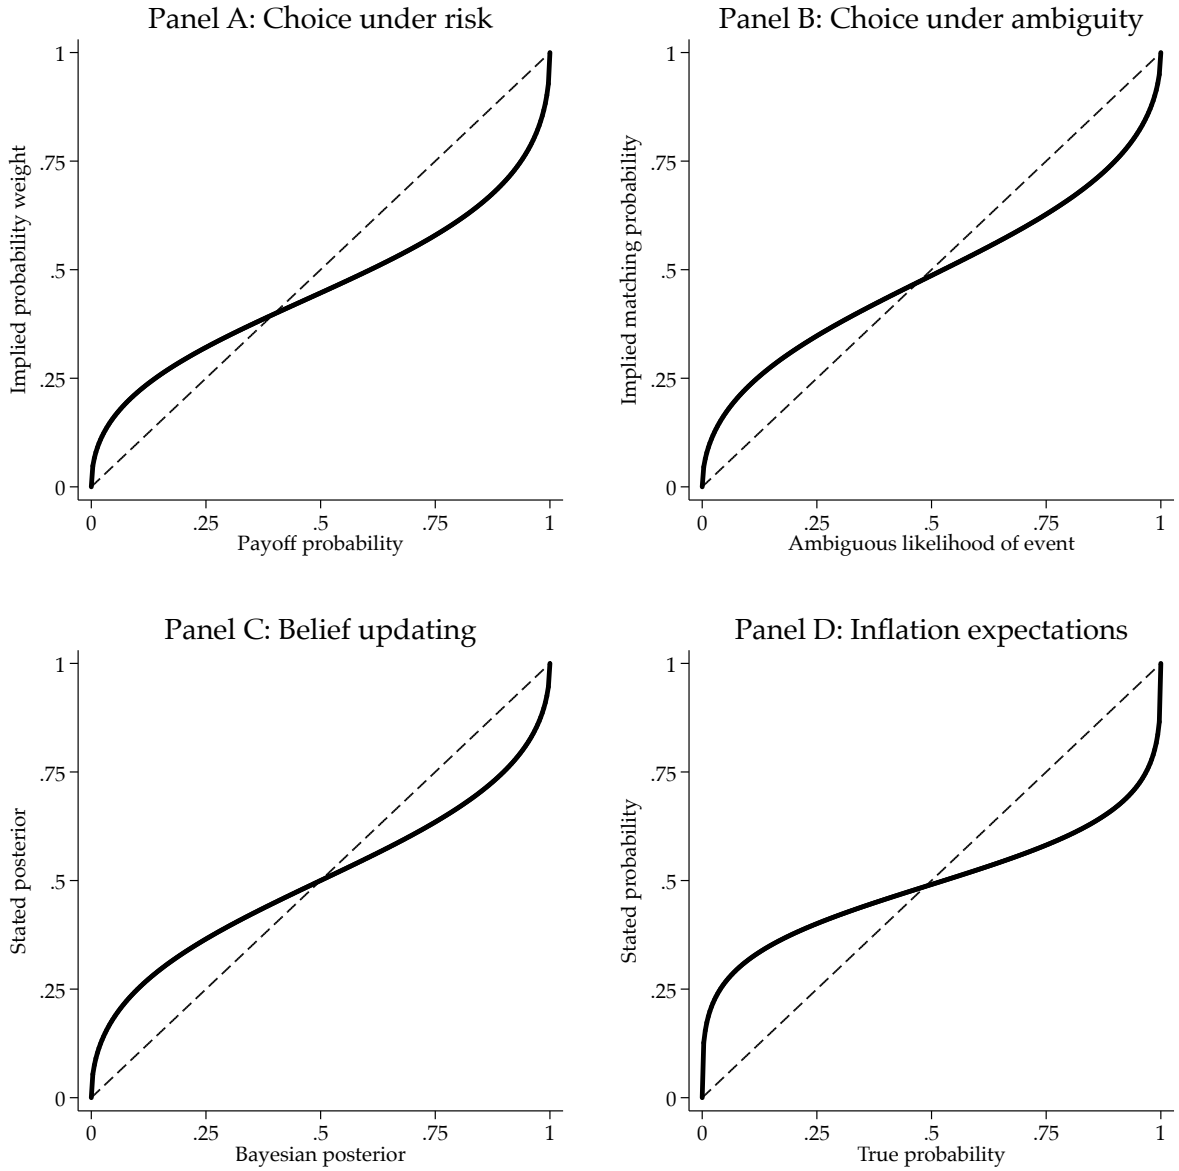 Panel A: Choice under risk
Implied probability weight
1
.75
.5
.25
0
0 .25 .5 .75 1
Payoff probability
Panel B: Choice under ambiguity
Implied matching probability
1
.75
.5
.25
0
0 .25 .5 .75 1
Ambiguous likelihood of event
Panel C: Belief updating
Stated posterior
1
.75
.5
.25
0
0 .25 .5 .75 1
Bayesian posterior
Panel D: Inflation expectations
Stated probability
1
.75
.5
.25
0
0 .25 .5 .75 1
True probability